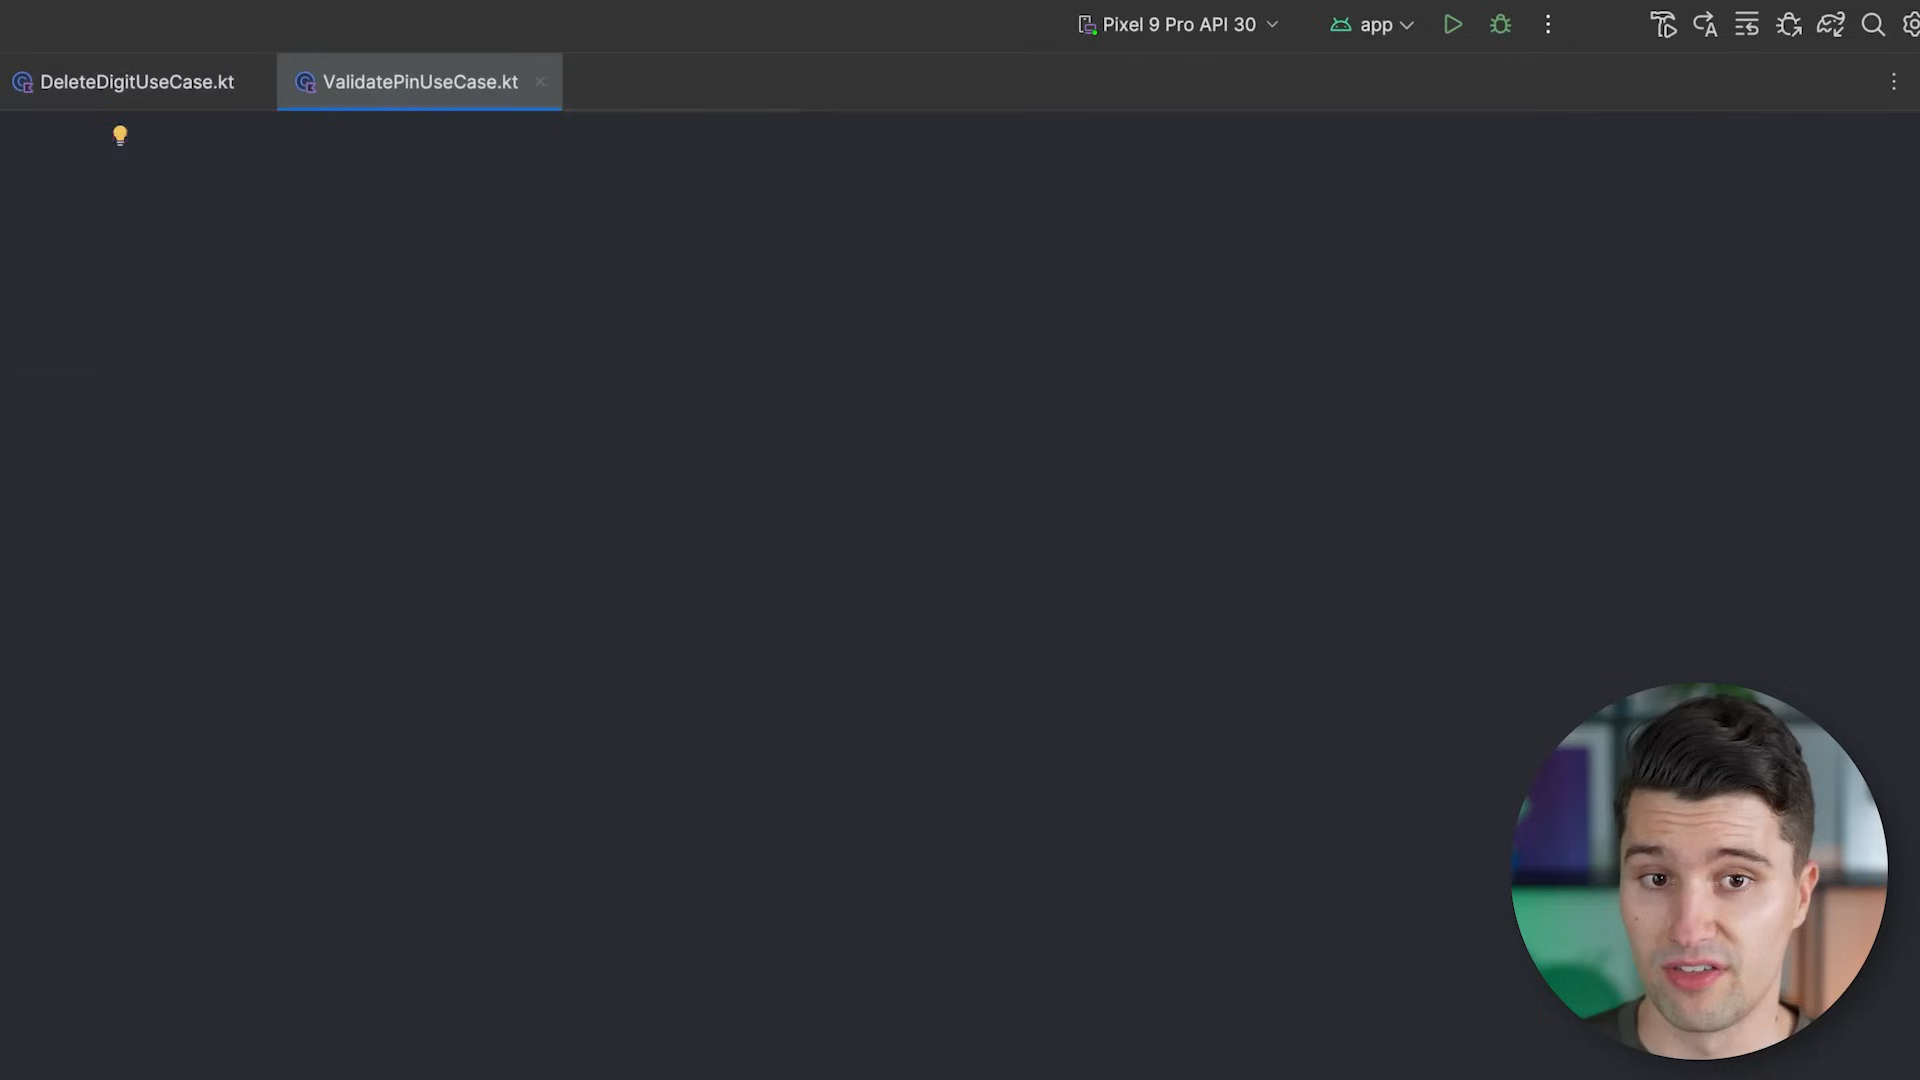 Pixel 9 Pro API 30
app
DeleteDigitUseCase.kt
ValidatePinUseCase.kt